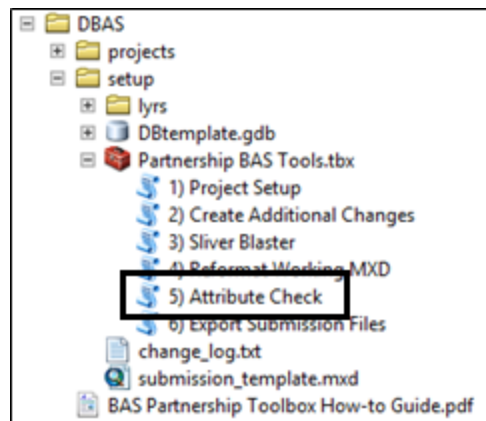 DBAS
projects
setup
lyrs
DBtemplate.gdb
Partnership BAS Tools.tbx
1) Project Setup
2) Create Additional Changes
3) Sliver Blaster
4) Reformat Working MXD
5) Attribute Check
6) Export Submission Files
change_log.txt
submission_template.mxd
BAS Partnership Toolbox How-to Guide.pdf